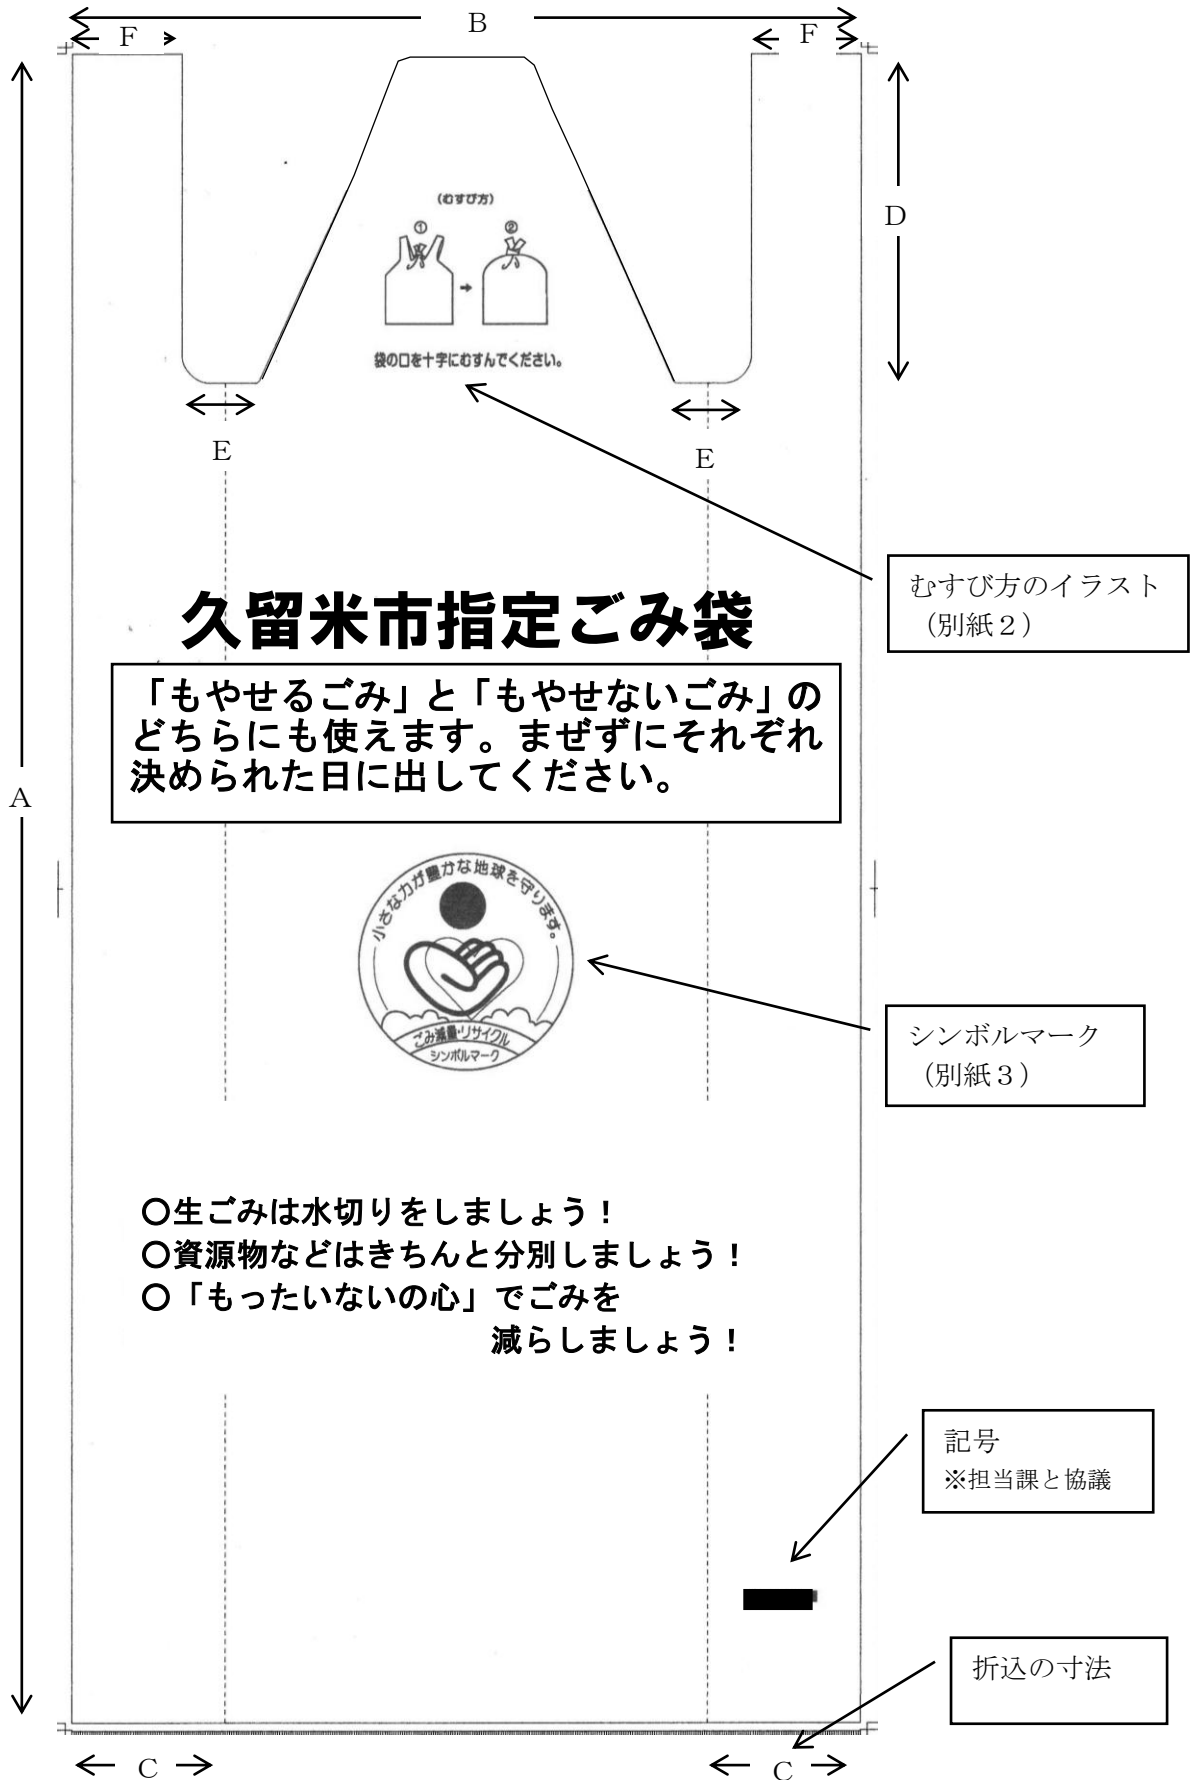 B
F
F
A
D
(むすび方)
①
②
袋の口を十字にむすんでください。
E
E
むすび方のイラスト
(別紙2)
久留米市指定ごみ袋
「もやせるごみ」と「もやせないごみ」の
どちらにも使えます。まぜずにそれぞれ
決められた日に出してください。
小さな力が豊かな地球を守ります。
ごみ減量・リサイクル
シンボルマーク
シンボルマーク
(別紙3)
〇生ごみは水切りをしましょう！
〇資源物などはきちんと分別しましょう！
〇「もったいないの心」でごみを
減らしましょう！
記号
※担当課と協議
折込の寸法
C
C